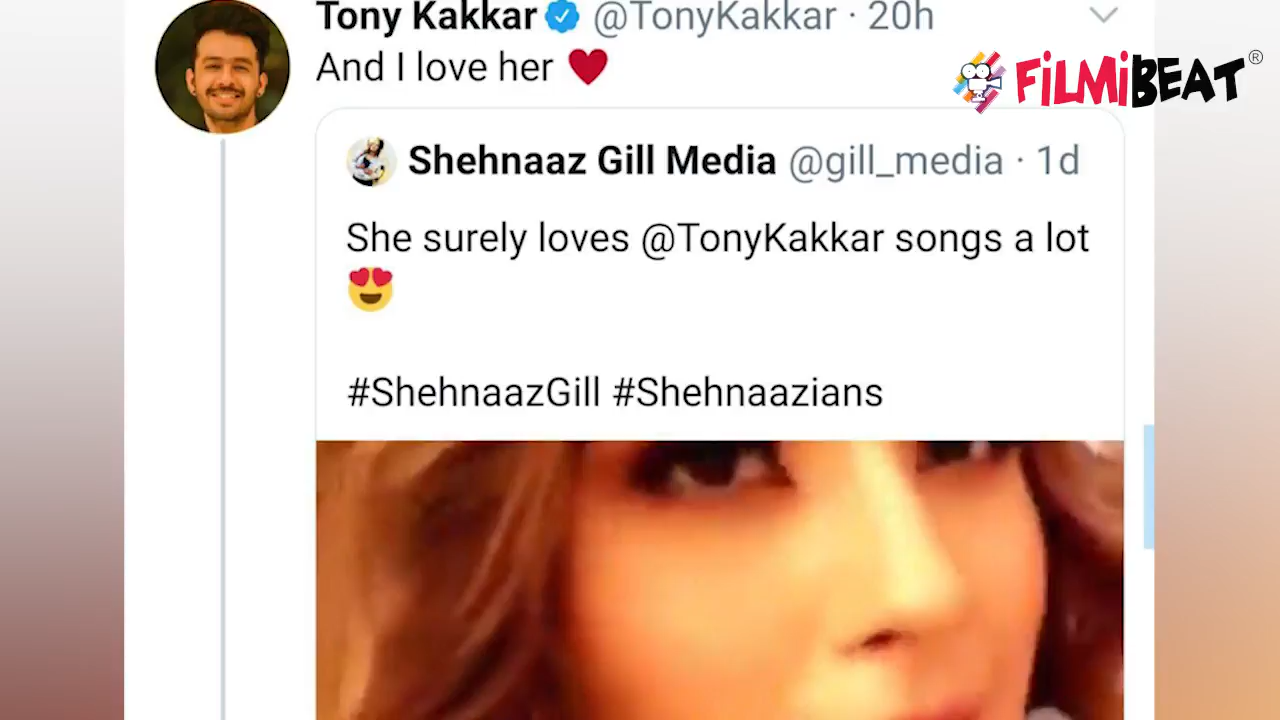 Tony Kakkar @TonyKakkar · 20h
And I love her ❤️
FiLMiBEAT®
Shehnaaz Gill Media @gill_media · 1d
She surely loves @TonyKakkar songs a lot
😍
#ShehnaazGill #Shehnaazians